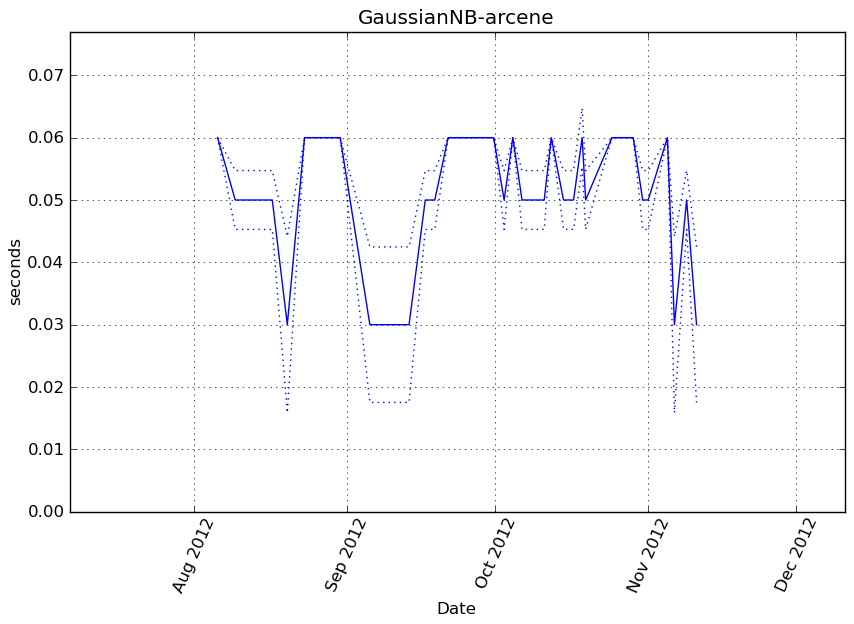 GaussianNB-arcene
seconds
0.07
0.06
0.05
0.04
0.03
0.02
0.01
0.00
Aug 2012
Sep 2012
Oct 2012
Nov 2012
Dec 2012
Date